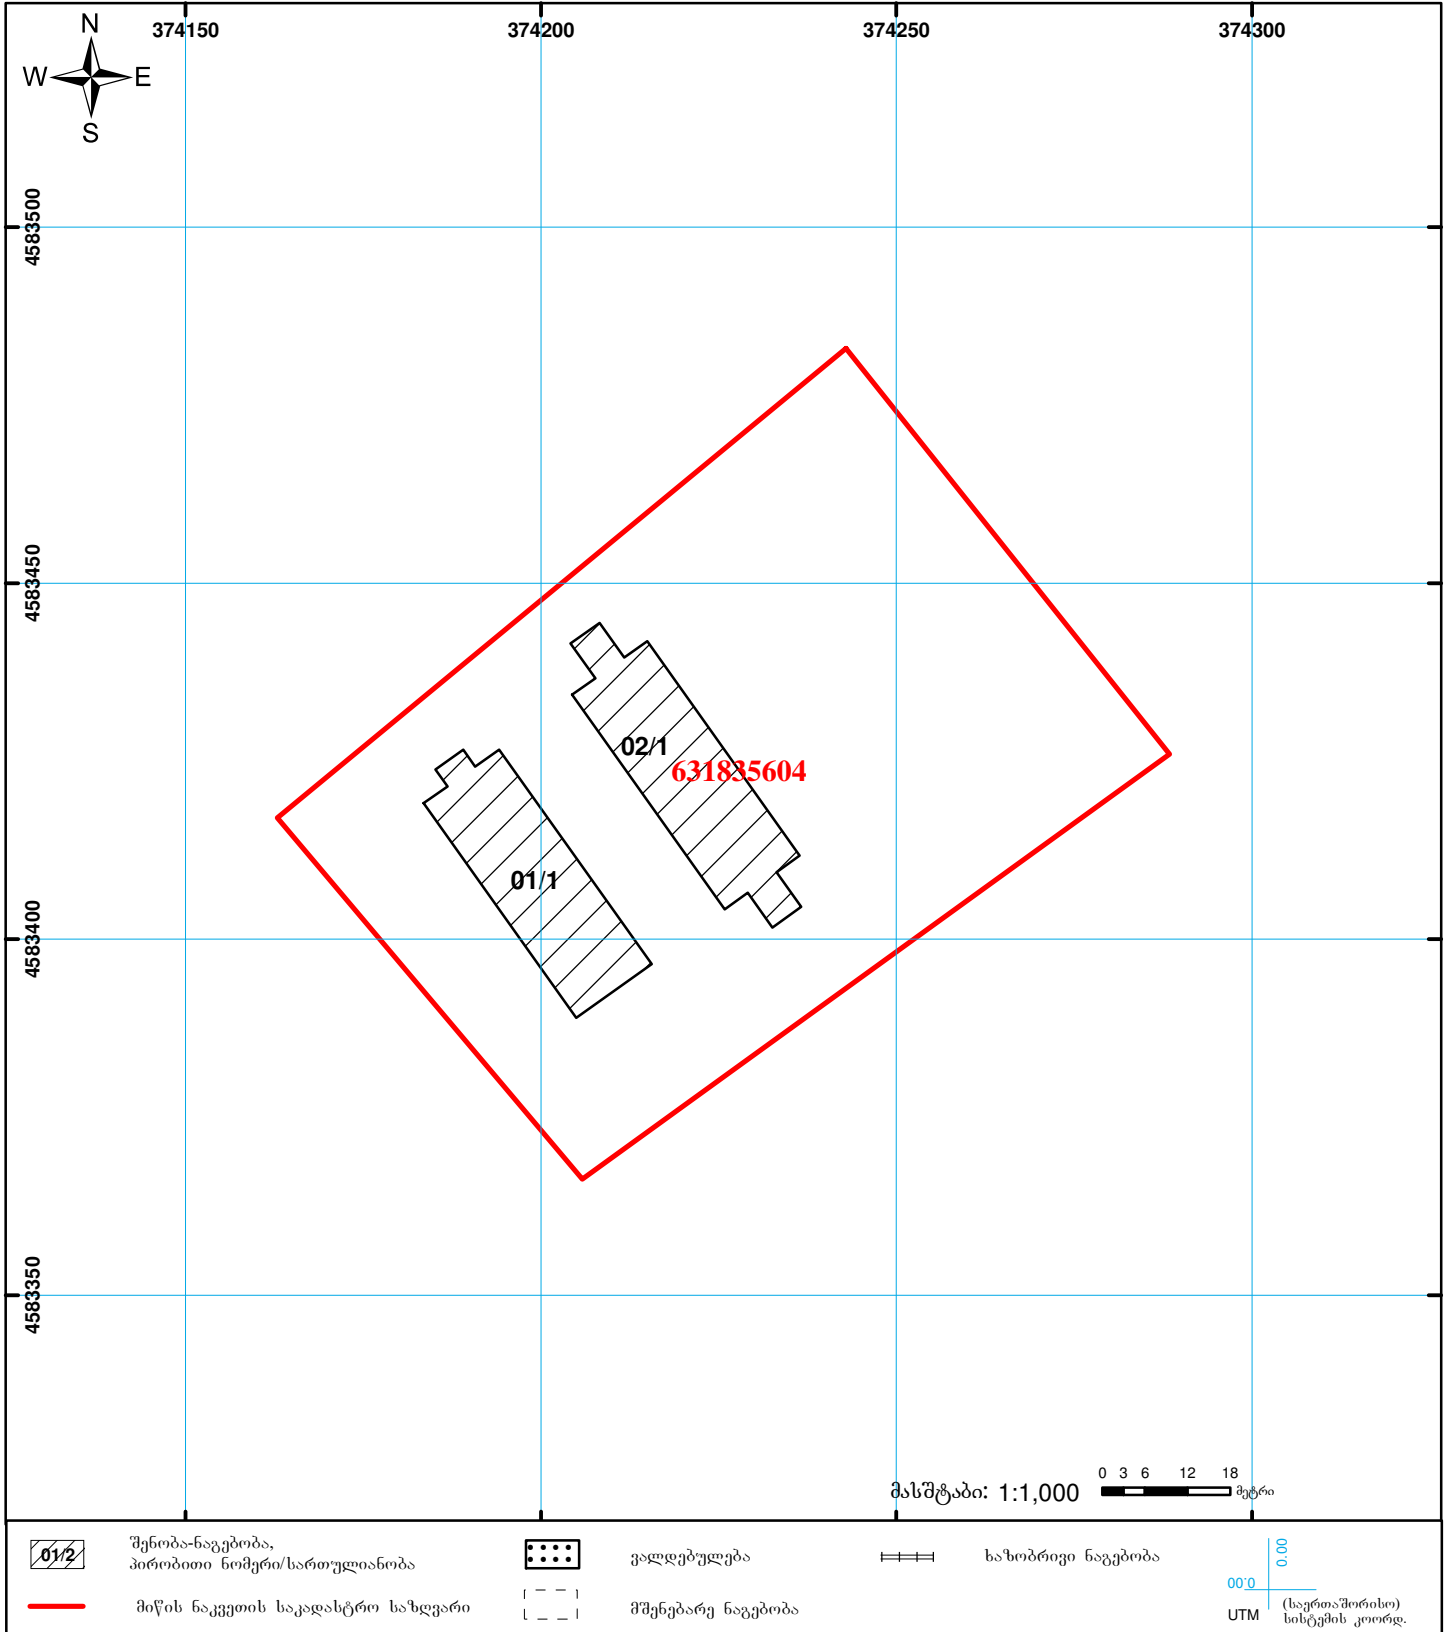 374150 374200 374250 374300
N
W E
S
4583500
4583450
4583400
4583350
02/1
631835604
01/1
მასშტაბი: 1:1,000
0 3 6 12 18
მეტრი
01/2
შენობა-ნაგებობა,
პირობითი ნომერი/სართულიანობა
ვალდებულება
ხაზობრივი ნაგებობა
მიწის ნაკვეთის საკადასტრო საზღვარი
მშენებარე ნაგებობა
0.00
00.0
UTM
(საერთაშორისო)
სისტემის კოორდ.